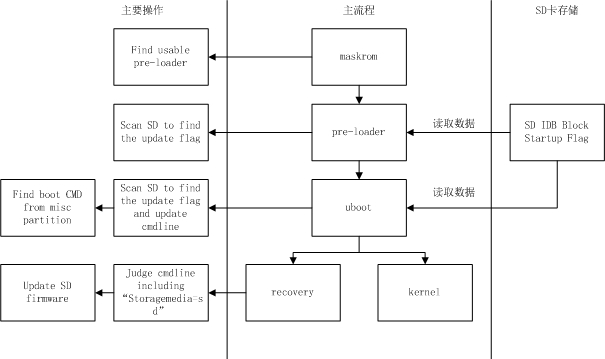 主要操作
主流程
SD卡存储
Find usable
pre-loader
maskrom
Scan SD to find
the update flag
pre-loader
读取数据
SD IDB Block
Startup Flag
Find boot CMD
from misc
partition
Scan SD to find
the update flag
and update
cmdline
uboot
读取数据
Update SD
firmware
Judge cmdline
including
“Storagemedia=s
d”
recovery
kernel